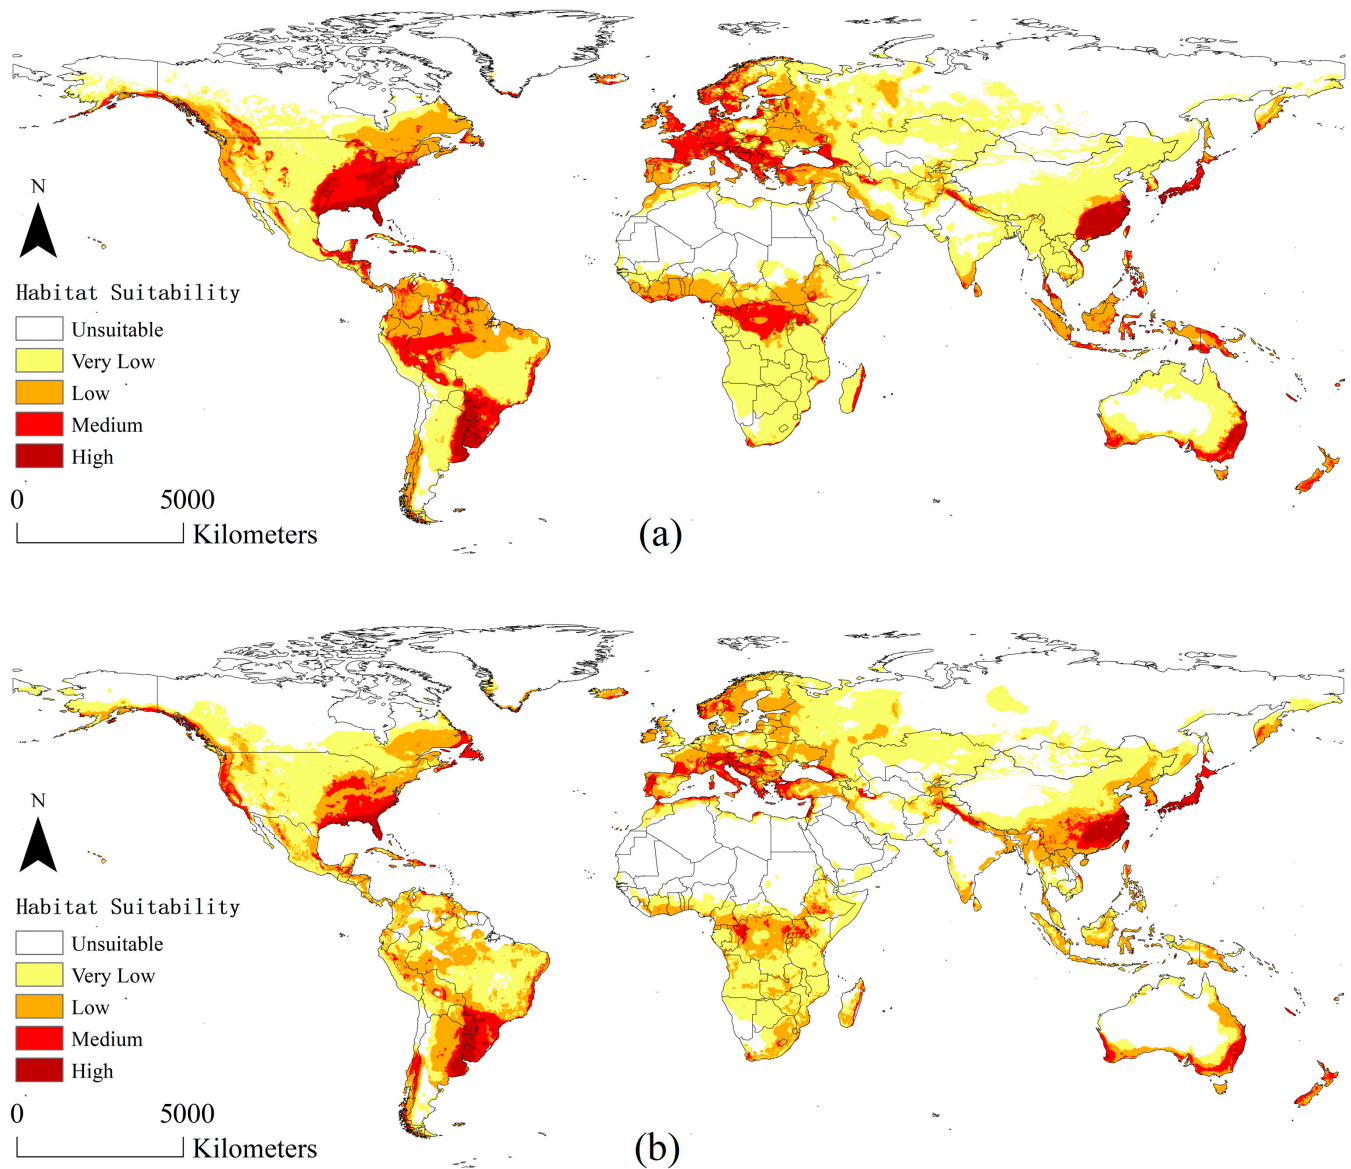 N
Habitat Suitability
Unsuitable
Very Low
Low
Medium
High
0 5000
Kilometers
(a)
N
Habitat Suitability
Unsuitable
Very Low
Low
Medium
High
0 5000
Kilometers
(b)